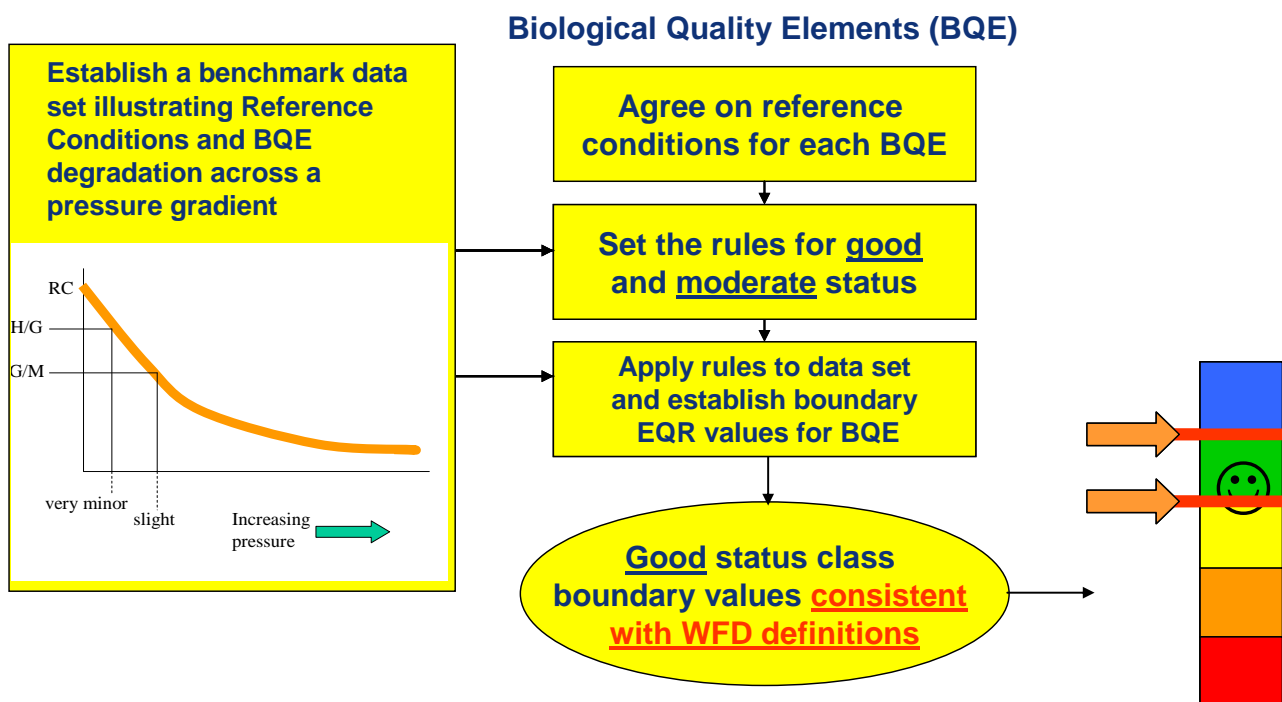 Biological Quality Elements (BQE)
Establish a benchmark data
set illustrating Reference
Conditions and BQE
degradation across a
pressure gradient
RC
H/G
G/M
very minor
slight
Increasing
pressure
Agree on reference
conditions for each BQE
Set the rules for good
and moderate status
Apply rules to data set
and establish boundary
EQR values for BQE
Good status class
boundary values consistent
with WFD definitions